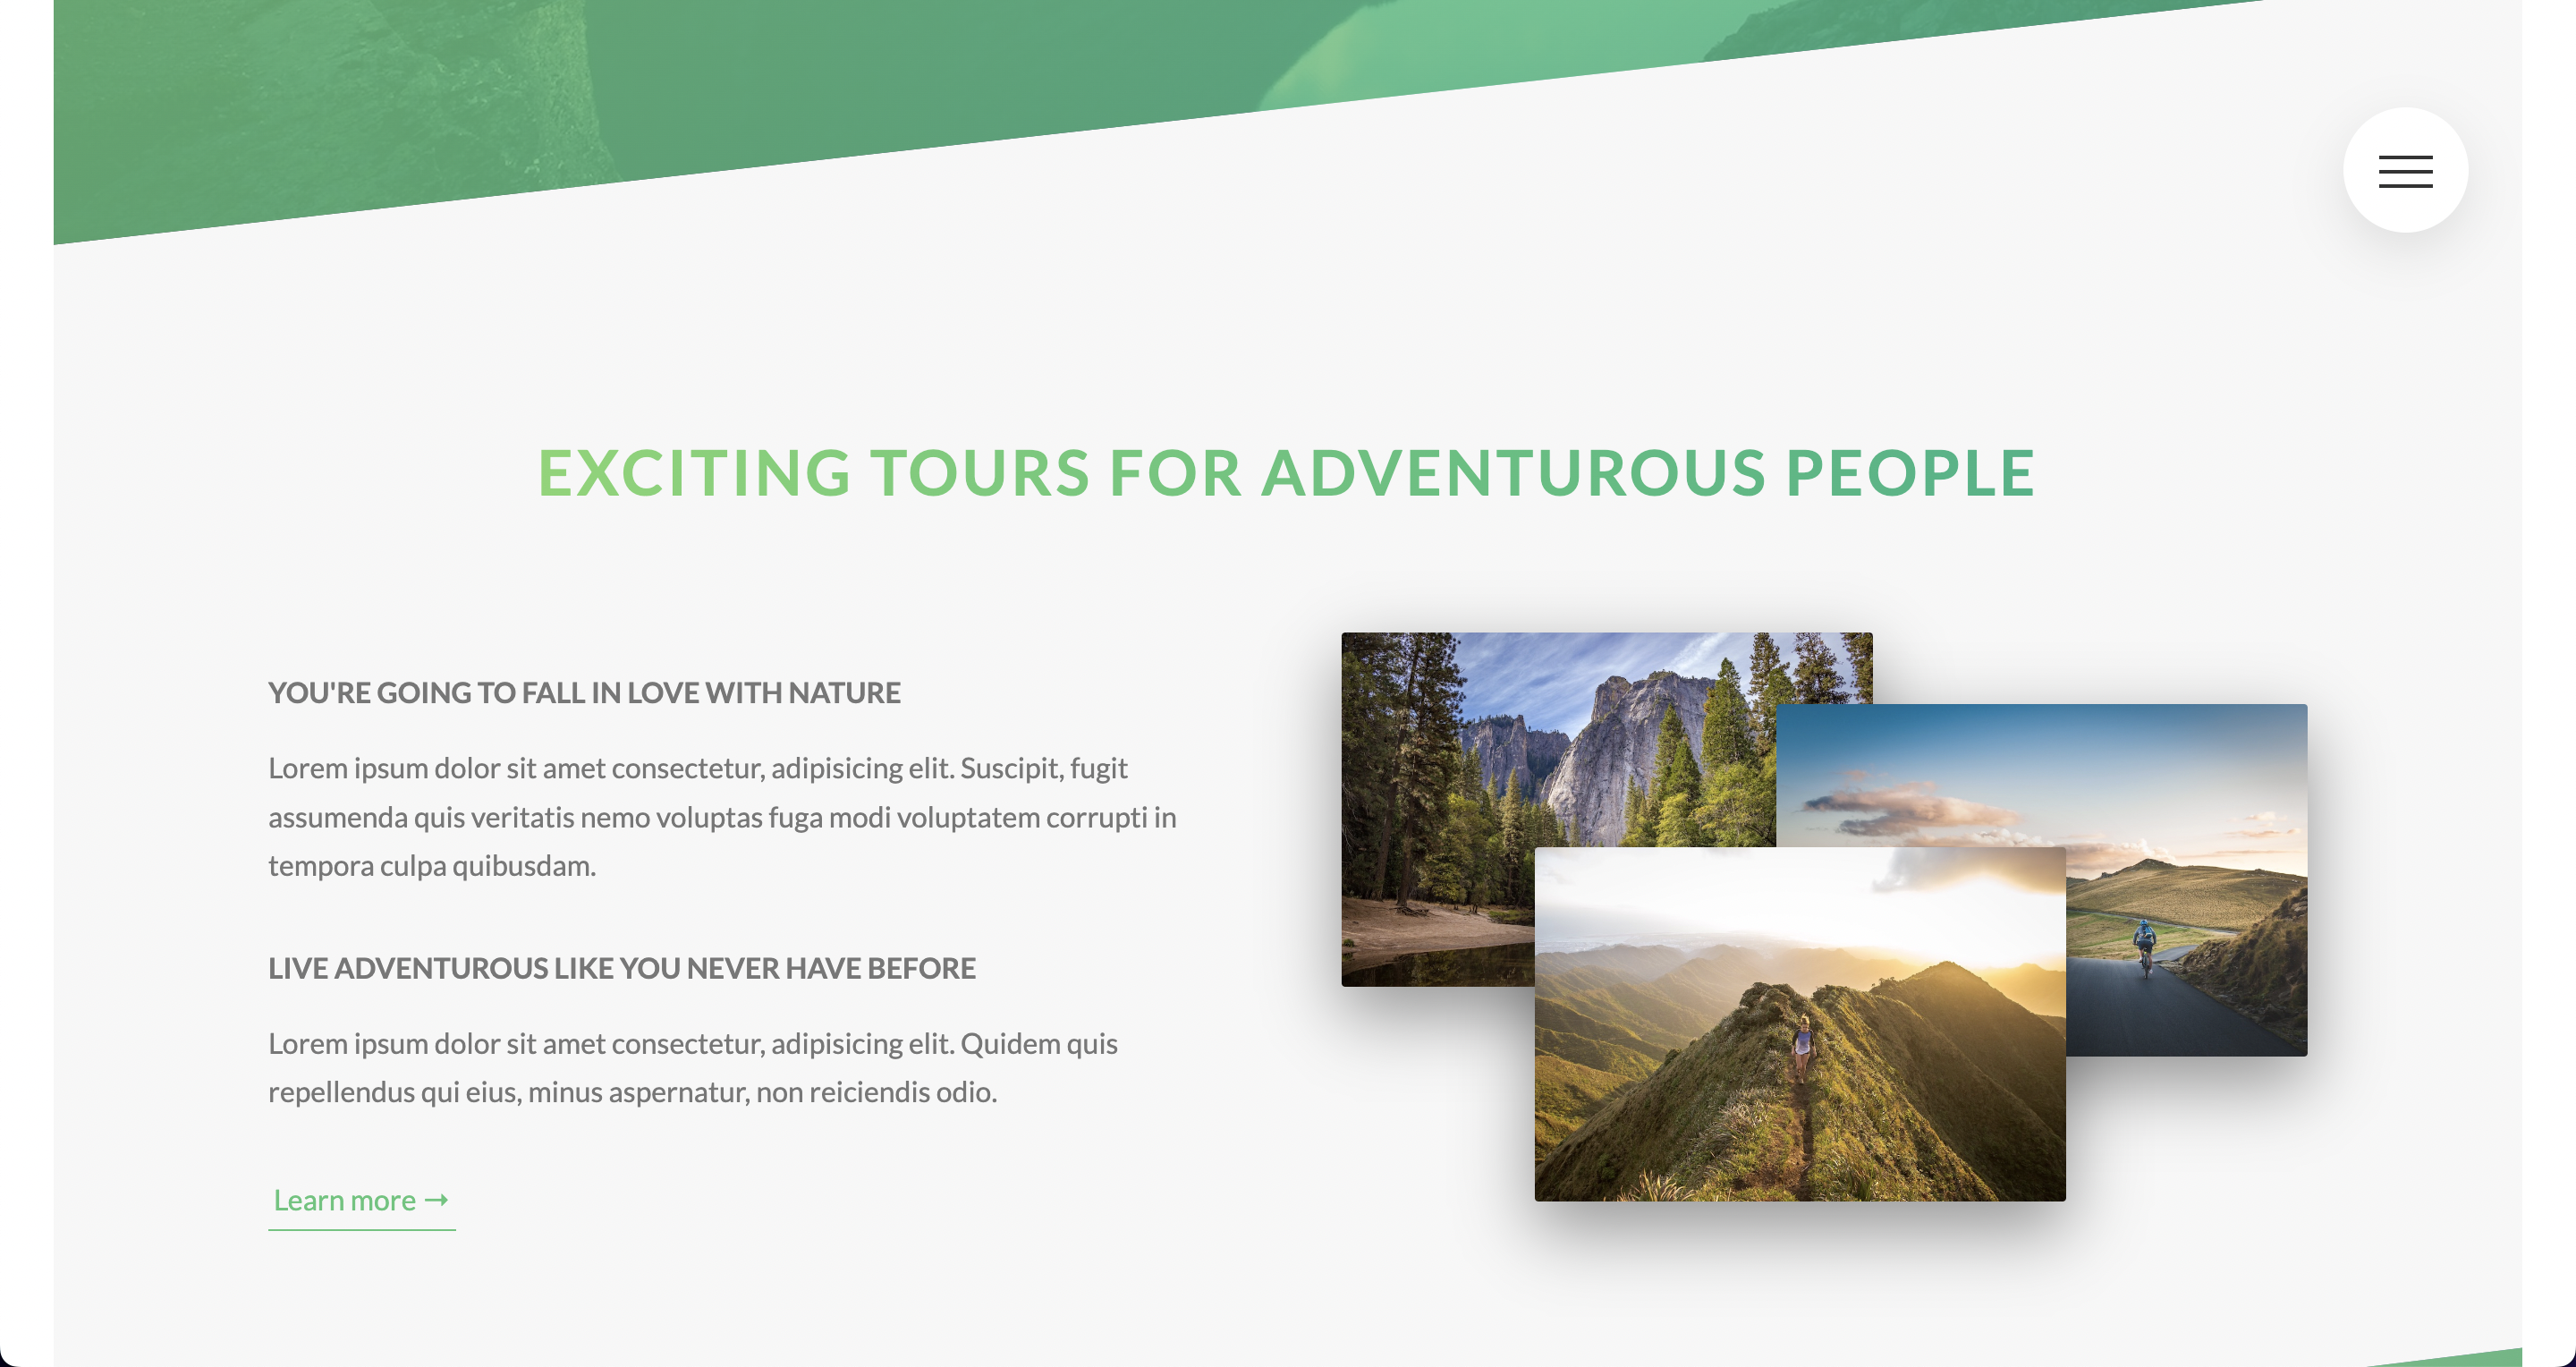 EXCITING TOURS FOR ADVENTUROUS PEOPLE
YOU'RE GOING TO FALL IN LOVE WITH NATURE
Lorem ipsum dolor sit amet consectetur, adipisicing elit. Suscipit, fugit
assumenda quis veritatis nemo voluptas fuga modi voluptatem corrupti in
tempora culpa quibusdam.
LIVE ADVENTUROUS LIKE YOU NEVER HAVE BEFORE
Lorem ipsum dolor sit amet consectetur, adipisicing elit. Quidem quis
repellendus qui eius, minus aspernatur, non reiciendis odio.
Learn more →